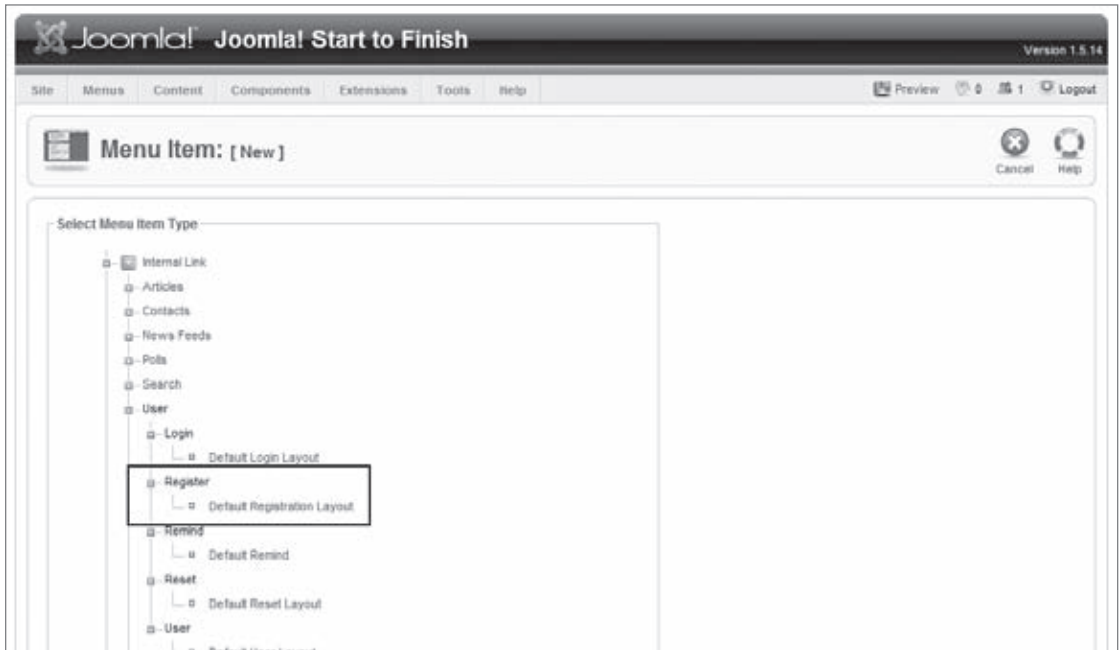 Joomla! Joomla! Start to Finish
Version 1.5.14
Site Menus Content Components Extensions Tools Help Preview 0 1 Logout
Menu Item: [ New ]
Cancel Help
Select Menu Item Type
Internal Link
Articles
Contacts
News Feeds
Polls
Search
User
Login
Default Login Layout
Register
Default Registration Layout
Remind
Default Remind
Reset
Default Reset Layout
User